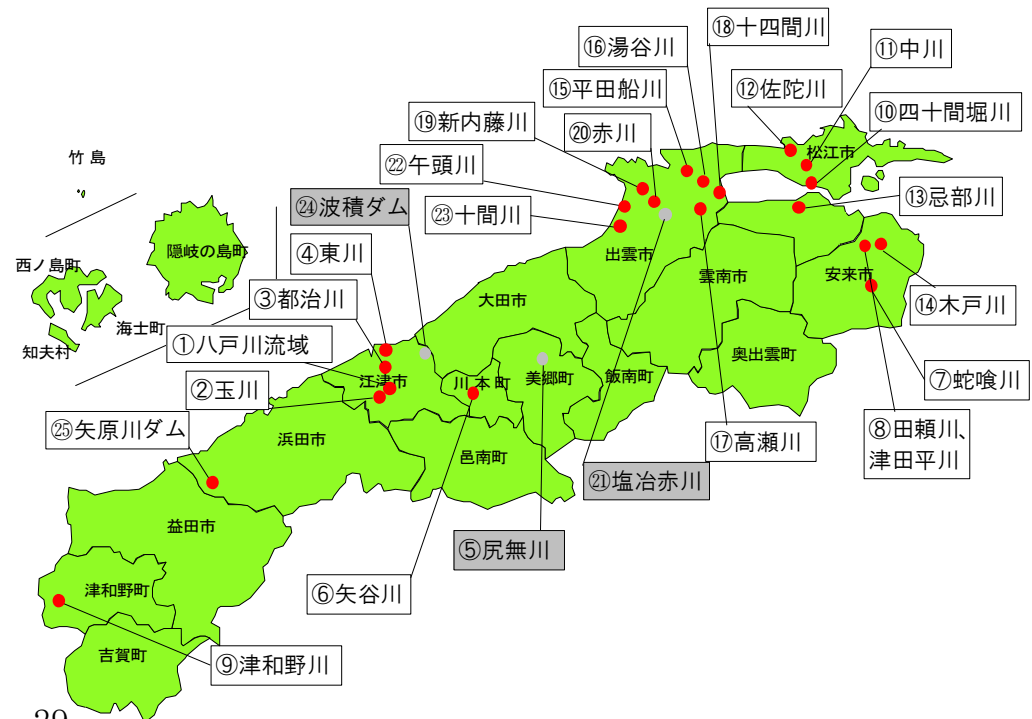 ⑱十四間川
⑯湯谷川
⑪中川
⑮平田船川
⑫佐陀川
⑩四十間堀川
⑲新内藤川
⑳赤川
松江市
竹島
㉒午頭川
㉔波積ダム
⑬忌部川
㉓十間川
隠岐の島町
④東川
出雲市
西ノ島町
雲南市
安来市
③都治川
大田市
⑭木戸川
海士町
①八戸川流域
知夫村
奥出雲町
江津市
川本町
美郷町
飯南町
②玉川
⑦蛇喰川
㉕矢原川ダム
浜田市
⑧田頼川、
津田平川
⑰高瀬川
邑南町
㉑塩冶赤川
益田市
⑤尻無川
津和野町
⑥矢谷川
吉賀町
⑨津和野川